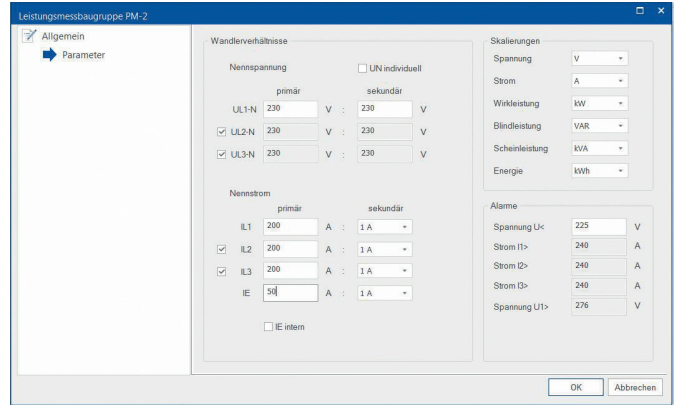 Leistungsmessbaugruppe PM-2
Allgemein
Parameter
Wandlerverhältnisse
Nennspannung
UN individuell
primär sekundär
UL1-N 230 V : 230 V
UL2-N 230 V : 230 V
UL3-N 230 V : 230 V
Nennstrom
primär sekundär
IL1 200 A : 1 A
IL2 200 A : 1 A
IL3 200 A : 1 A
IE 50 A : 1 A
IE intern
Skalierungen
Spannung V
Strom A
Wirkleistung kW
Blindleistung VAR
Scheinleistung kVA
Energie kWh
Alarme
Spannung U< 225 V
Strom I1> 240 A
Strom I2> 240 A
Strom I3> 240 A
Spannung U1> 276 V
OK Abbrechen